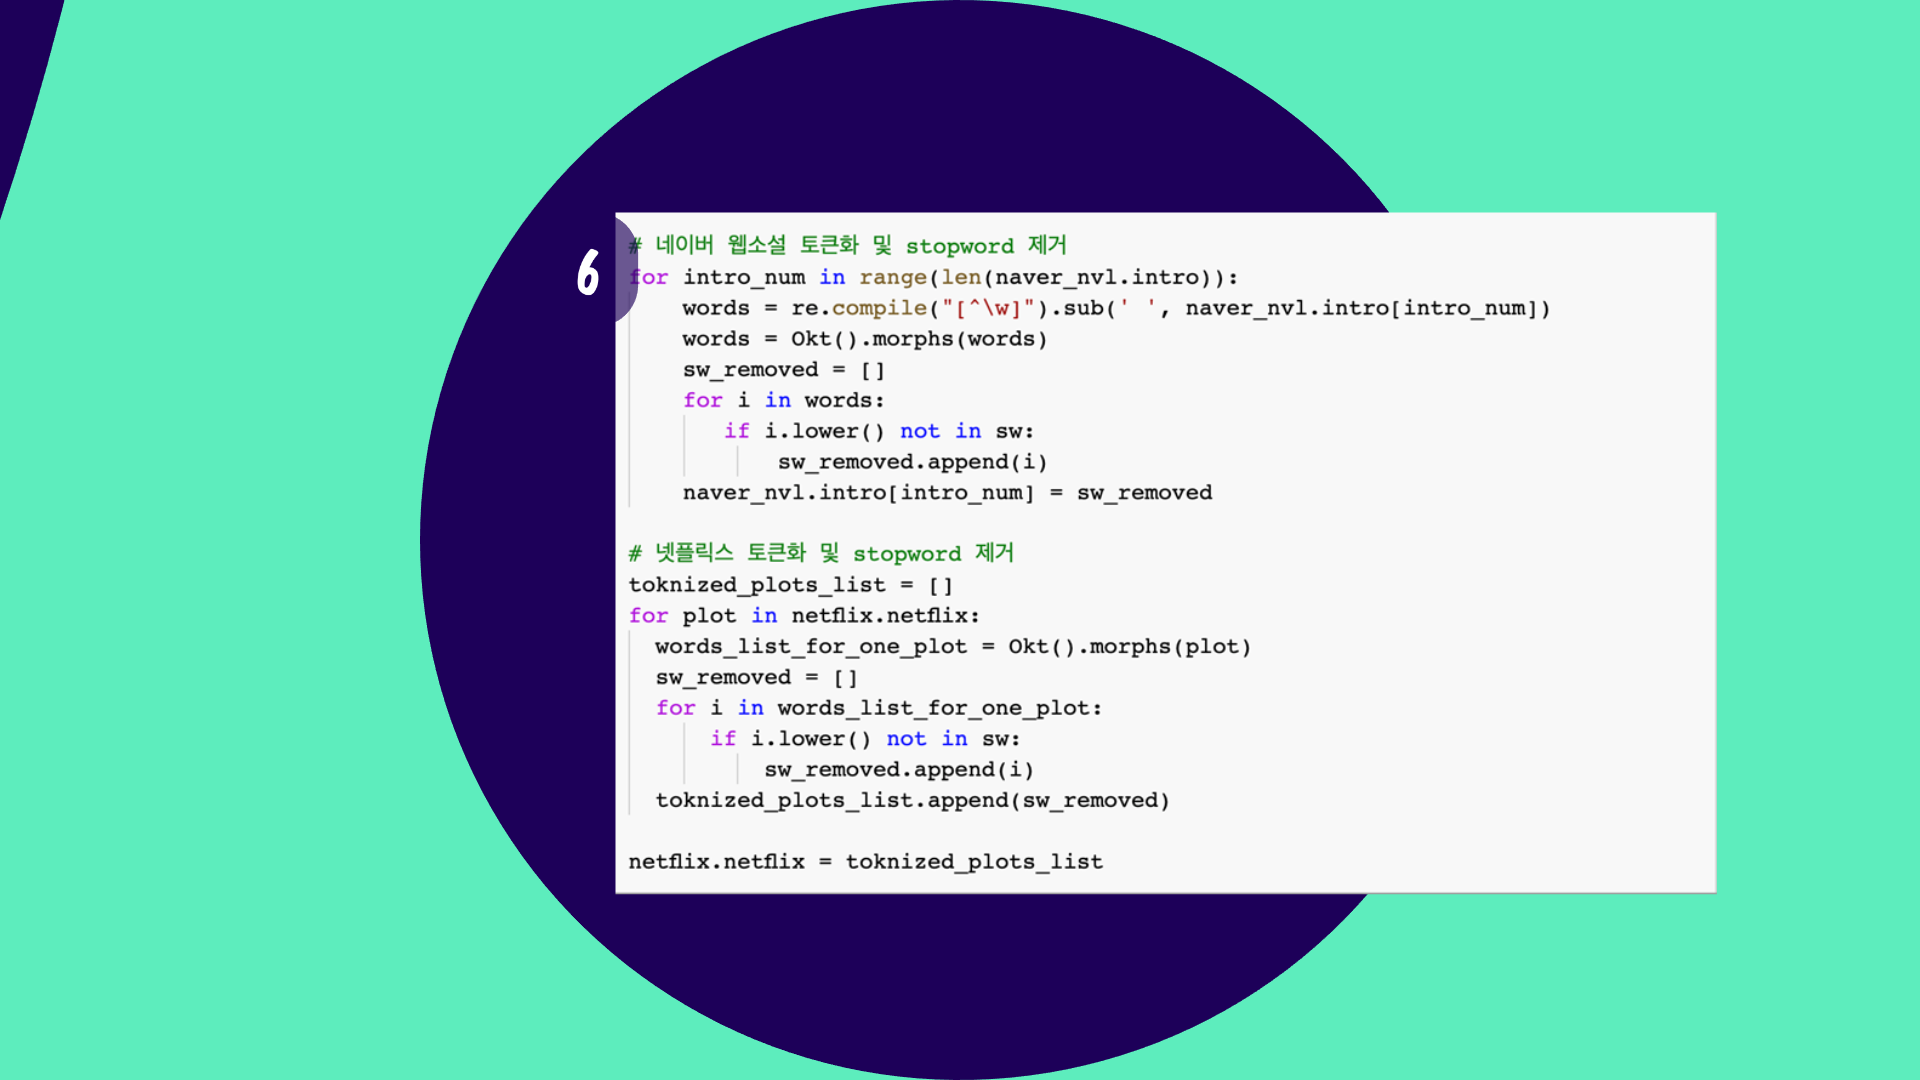 6
# 네이버 웹소설 토큰화 및 stopword 제거
for intro_num in range(len(naver_nvl.intro)):
    words = re.compile("[^\w]").sub(' ', naver_nvl.intro[intro_num])
    words = Okt().morphs(words)
    sw_removed = []
    for i in words:
       if i.lower() not in sw:
           sw_removed.append(i)
    naver_nvl.intro[intro_num] = sw_removed

# 넷플릭스 토큰화 및 stopword 제거
toknized_plots_list = []
for plot in netflix.netflix:
  words_list_for_one_plot = Okt().morphs(plot)
  sw_removed = []
  for i in words_list_for_one_plot:
      if i.lower() not in sw:
          sw_removed.append(i)
  toknized_plots_list.append(sw_removed)

netflix.netflix = toknized_plots_list